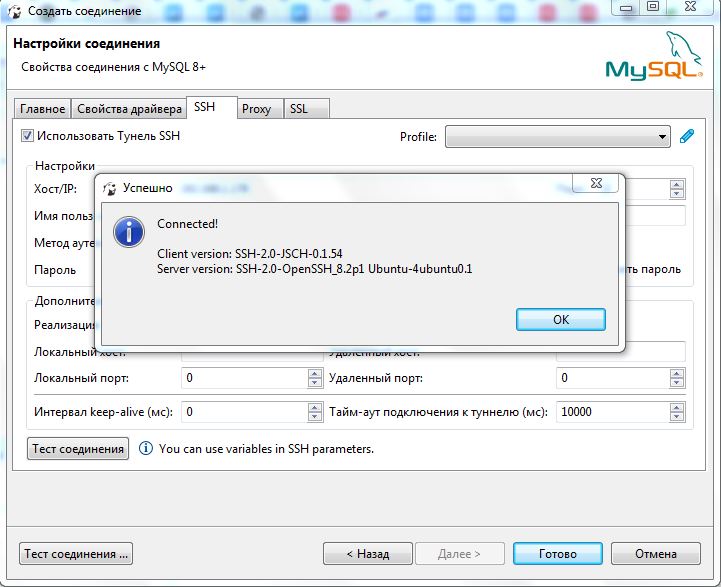 Создать соединение
Настройки соединения
Свойства соединения с MySQL 8+
MySQL
Главное Свойства драйвера SSH Proxy SSL
Использовать Тунель SSH Profile:
Настройки
Хост/IP:
Успешно
Имя польз
Connected!
Метод ауте
Client version: SSH-2.0-JSCH-0.1.54
Пароль
Server version: SSH-2.0-OpenSSH_8.2p1 Ubuntu-4ubuntu0.1
ть пароль
Дополните
OK
Реализация
Локальный хост: Удаленный хост:
Локальный порт: 0 Удаленный порт: 0
Интервал keep-alive (мс): 0 Тайм-аут подключения к туннелю (мс): 10000
Тест соединения You can use variables in SSH parameters.
Тест соединения ... < Назад Далее > Готово Отмена